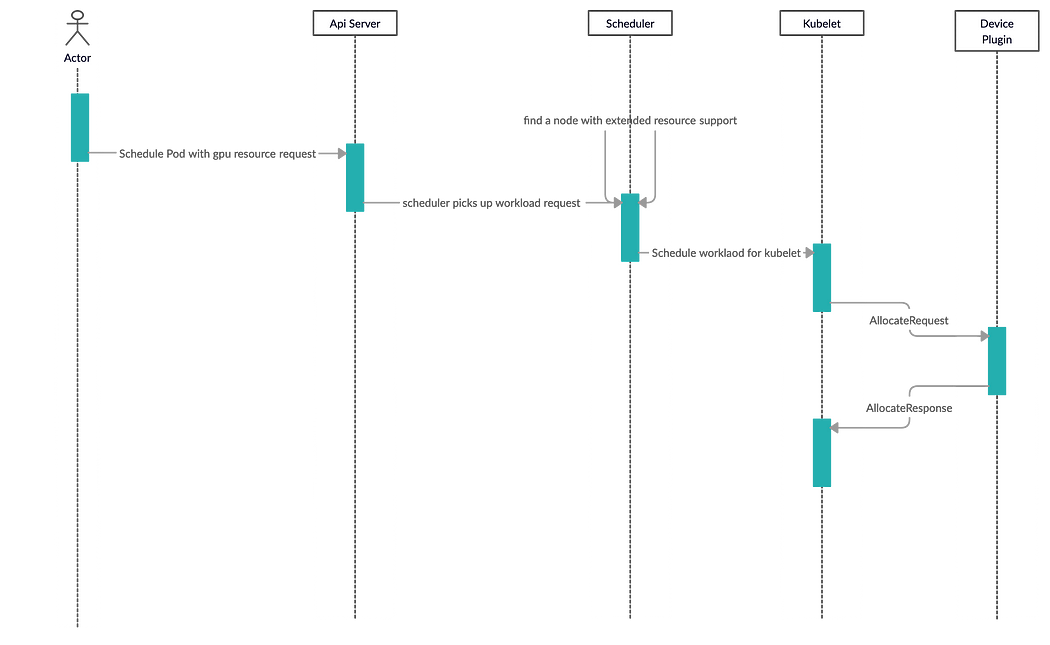 Actor
Api Server
Scheduler
Kubelet
Device
Plugin
find a node with extended resource support
Schedule Pod with gpu resource request
scheduler picks up workload request
Schedule worklaod for kubelet
AllocateRequest
AllocateResponse